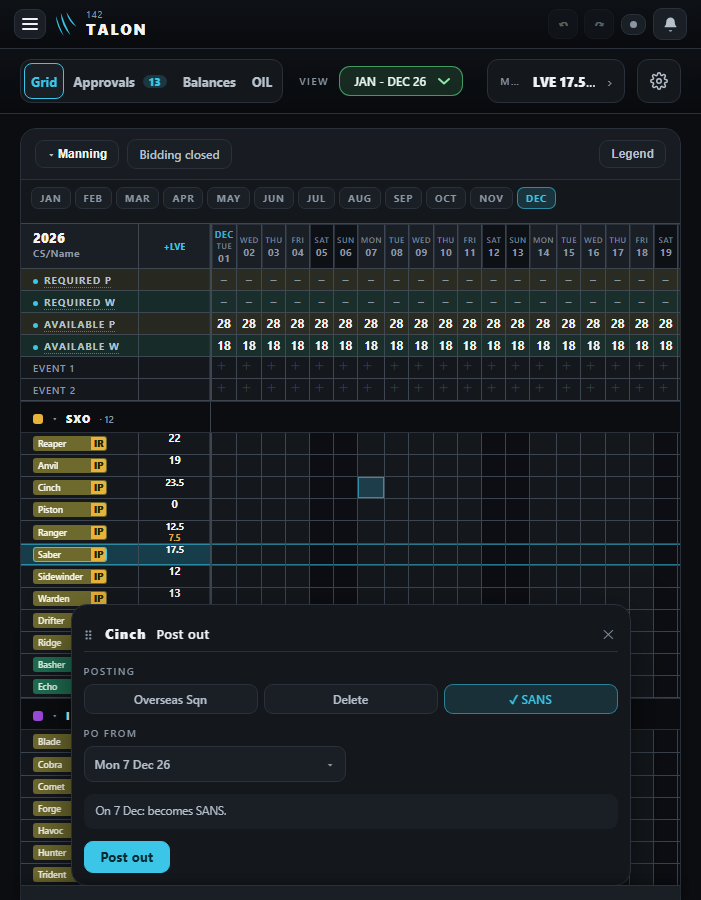 142
TALON
Grid Approvals 13 Balances OIL VIEW JAN - DEC 26 M... LVE 17.5... ›
Manning Bidding closed Legend
JAN FEB MAR APR MAY JUN JUL AUG SEP OCT NOV DEC
2026
CS/Name
+LVE
DEC TUE 01 WED 02 THU 03 FRI 04 SAT 05 SUN 06 MON 07 TUE 08 WED 09 THU 10 FRI 11 SAT 12 SUN 13 MON 14 TUE 15 WED 16 THU 17 FRI 18 SAT 19
REQUIRED P – – – – – – – – – – – – – – – – – – –
REQUIRED W – – – – – – – – – – – – – – – – – – –
AVAILABLE P 28 28 28 28 28 28 28 28 28 28 28 28 28 28 28 28 28 28 28
AVAILABLE W 18 18 18 18 18 18 18 18 18 18 18 18 18 18 18 18 18 18 18
EVENT 1 + + + + + + + + + + + + + + + + + + +
EVENT 2 + + + + + + + + + + + + + + + + + + +
SXO · 12
Reaper IR 22
Anvil IP 19
Cinch IP 23.5
Piston IP 0
Ranger IP 12.5
7.5
Saber IP 17.5
Sidewinder IP 12
Warden IP 13
Drifter
Ridge
Basher
Echo
Blade
Cobra
Comet
Forge
Havoc
Hunter
Trident
Cinch Post out
POSTING
Overseas Sqn Delete ✓ SANS
PO FROM
Mon 7 Dec 26
On 7 Dec: becomes SANS.
Post out